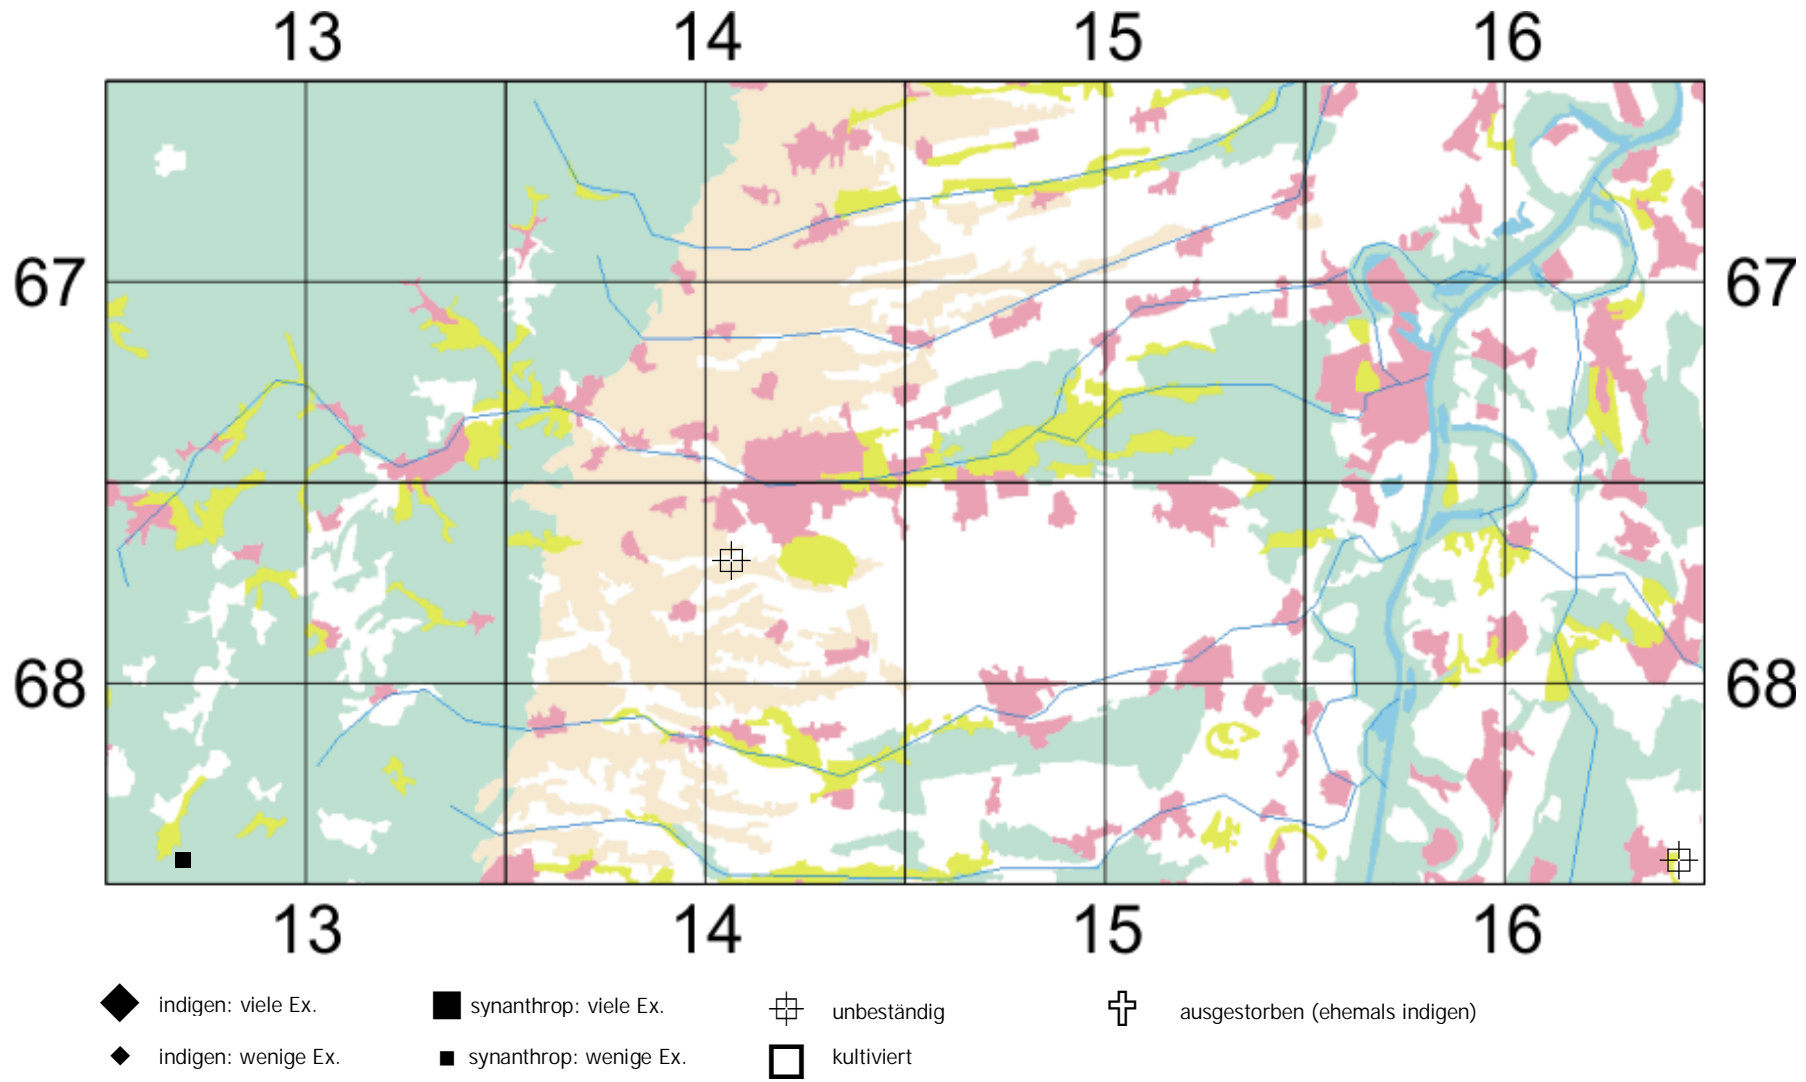 13 14 15 16
67 67
68 68
13 14 15 16
indigen: viele Ex. synanthrop: viele Ex. unbeständig ausgestorben (ehemals indigen)
indigen: wenige Ex. synanthrop: wenige Ex. kultiviert